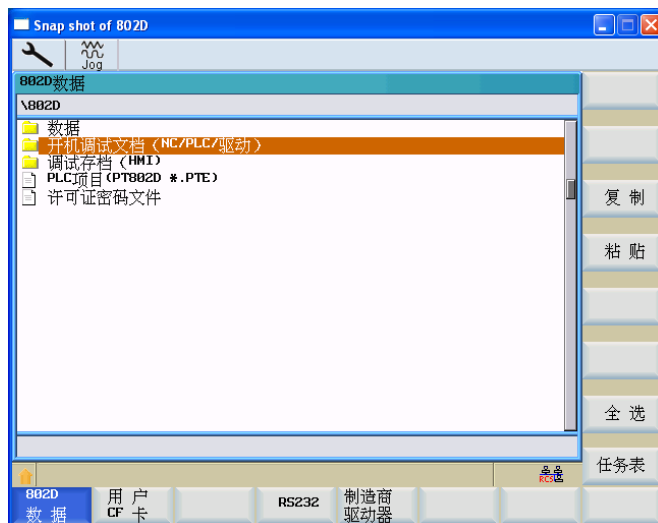 Snap shot of 802D
Jog
802D数据
\802D
数据
开机调试文档（NC/PLC/驱动）
调试存档（HMI）
PLC项目(PT802D *.PTE)
许可证密码文件
复 制
粘 贴
全 选
任务表
RCS
802D
数 据
用 户
CF 卡
RS232
制造商
驱动器